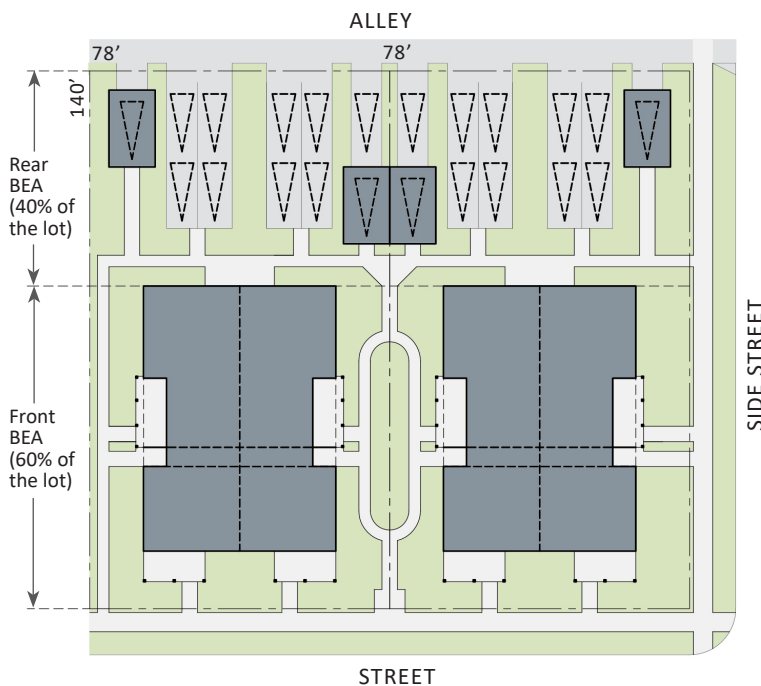 ALLEY
78’
78’
140’
Rear
BEA
(40% of
the lot)
SIDE STREET
Front
BEA
(60% of
the lot)
STREET